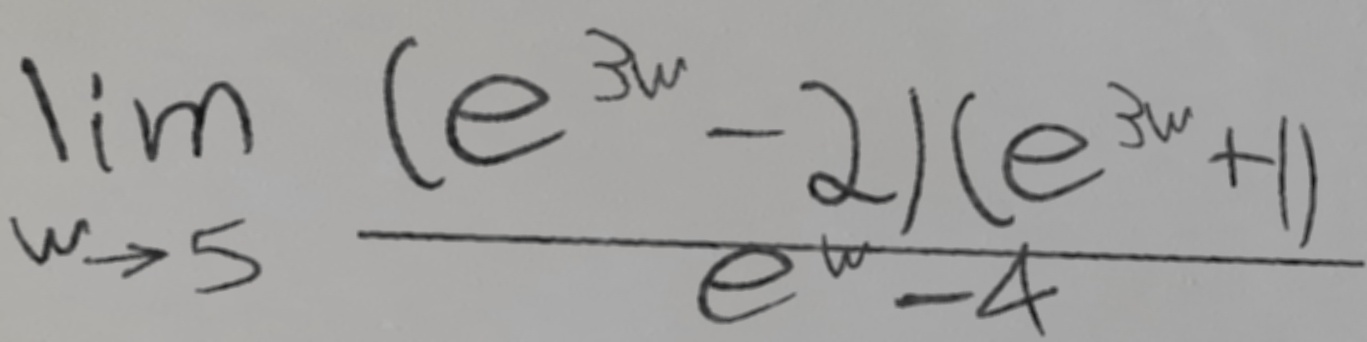 lim w→5 (e^{3w} - 2)(e^{3w} + 1) / e^w - 4